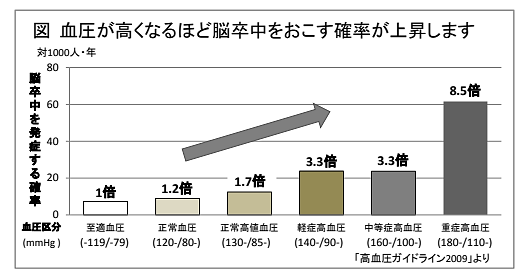 図 血圧が高くなるほど脳卒中をおこす確率が上昇します
対1000人・年
脳卒中を発症する確率
80
60
40
20
0
1倍
1.2倍
1.7倍
3.3倍
3.3倍
8.5倍
血圧区分 至適血圧 正常血圧 正常高値血圧 軽症高血圧 中等症高血圧 重症高血圧
(mmHg ) (-119/-79) (120-/80-) (130-/85-) (140-/90-) (160-/100-) (180-/110-)
「高血圧ガイドライン2009」より